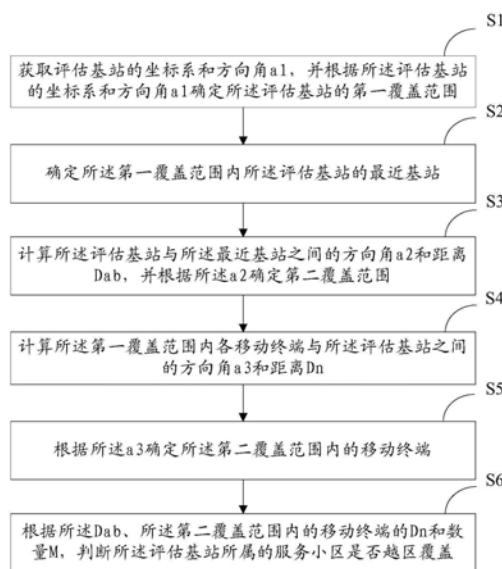 S1
获取评估基站的坐标系和方向角a1,并根据所述评估基站
的坐标系和方向角a1确定所述评估基站的第一覆盖范围
S2
确定所述第一覆盖范围内所述评估基站的最近基站
S3
计算所述评估基站与所述最近基站之间的方向角a2和距离
Dab,并根据所述a2确定第二覆盖范围
S4
计算所述第一覆盖范围内各移动终端与所述评估基站之间
的方向角a3和距离Dn
S5
根据所述a3确定所述第二覆盖范围内的移动终端
S6
根据所述Dab、所述第二覆盖范围内的移动终端的Dn和数
量M,判断所述评估基站所属的服务小区是否越区覆盖